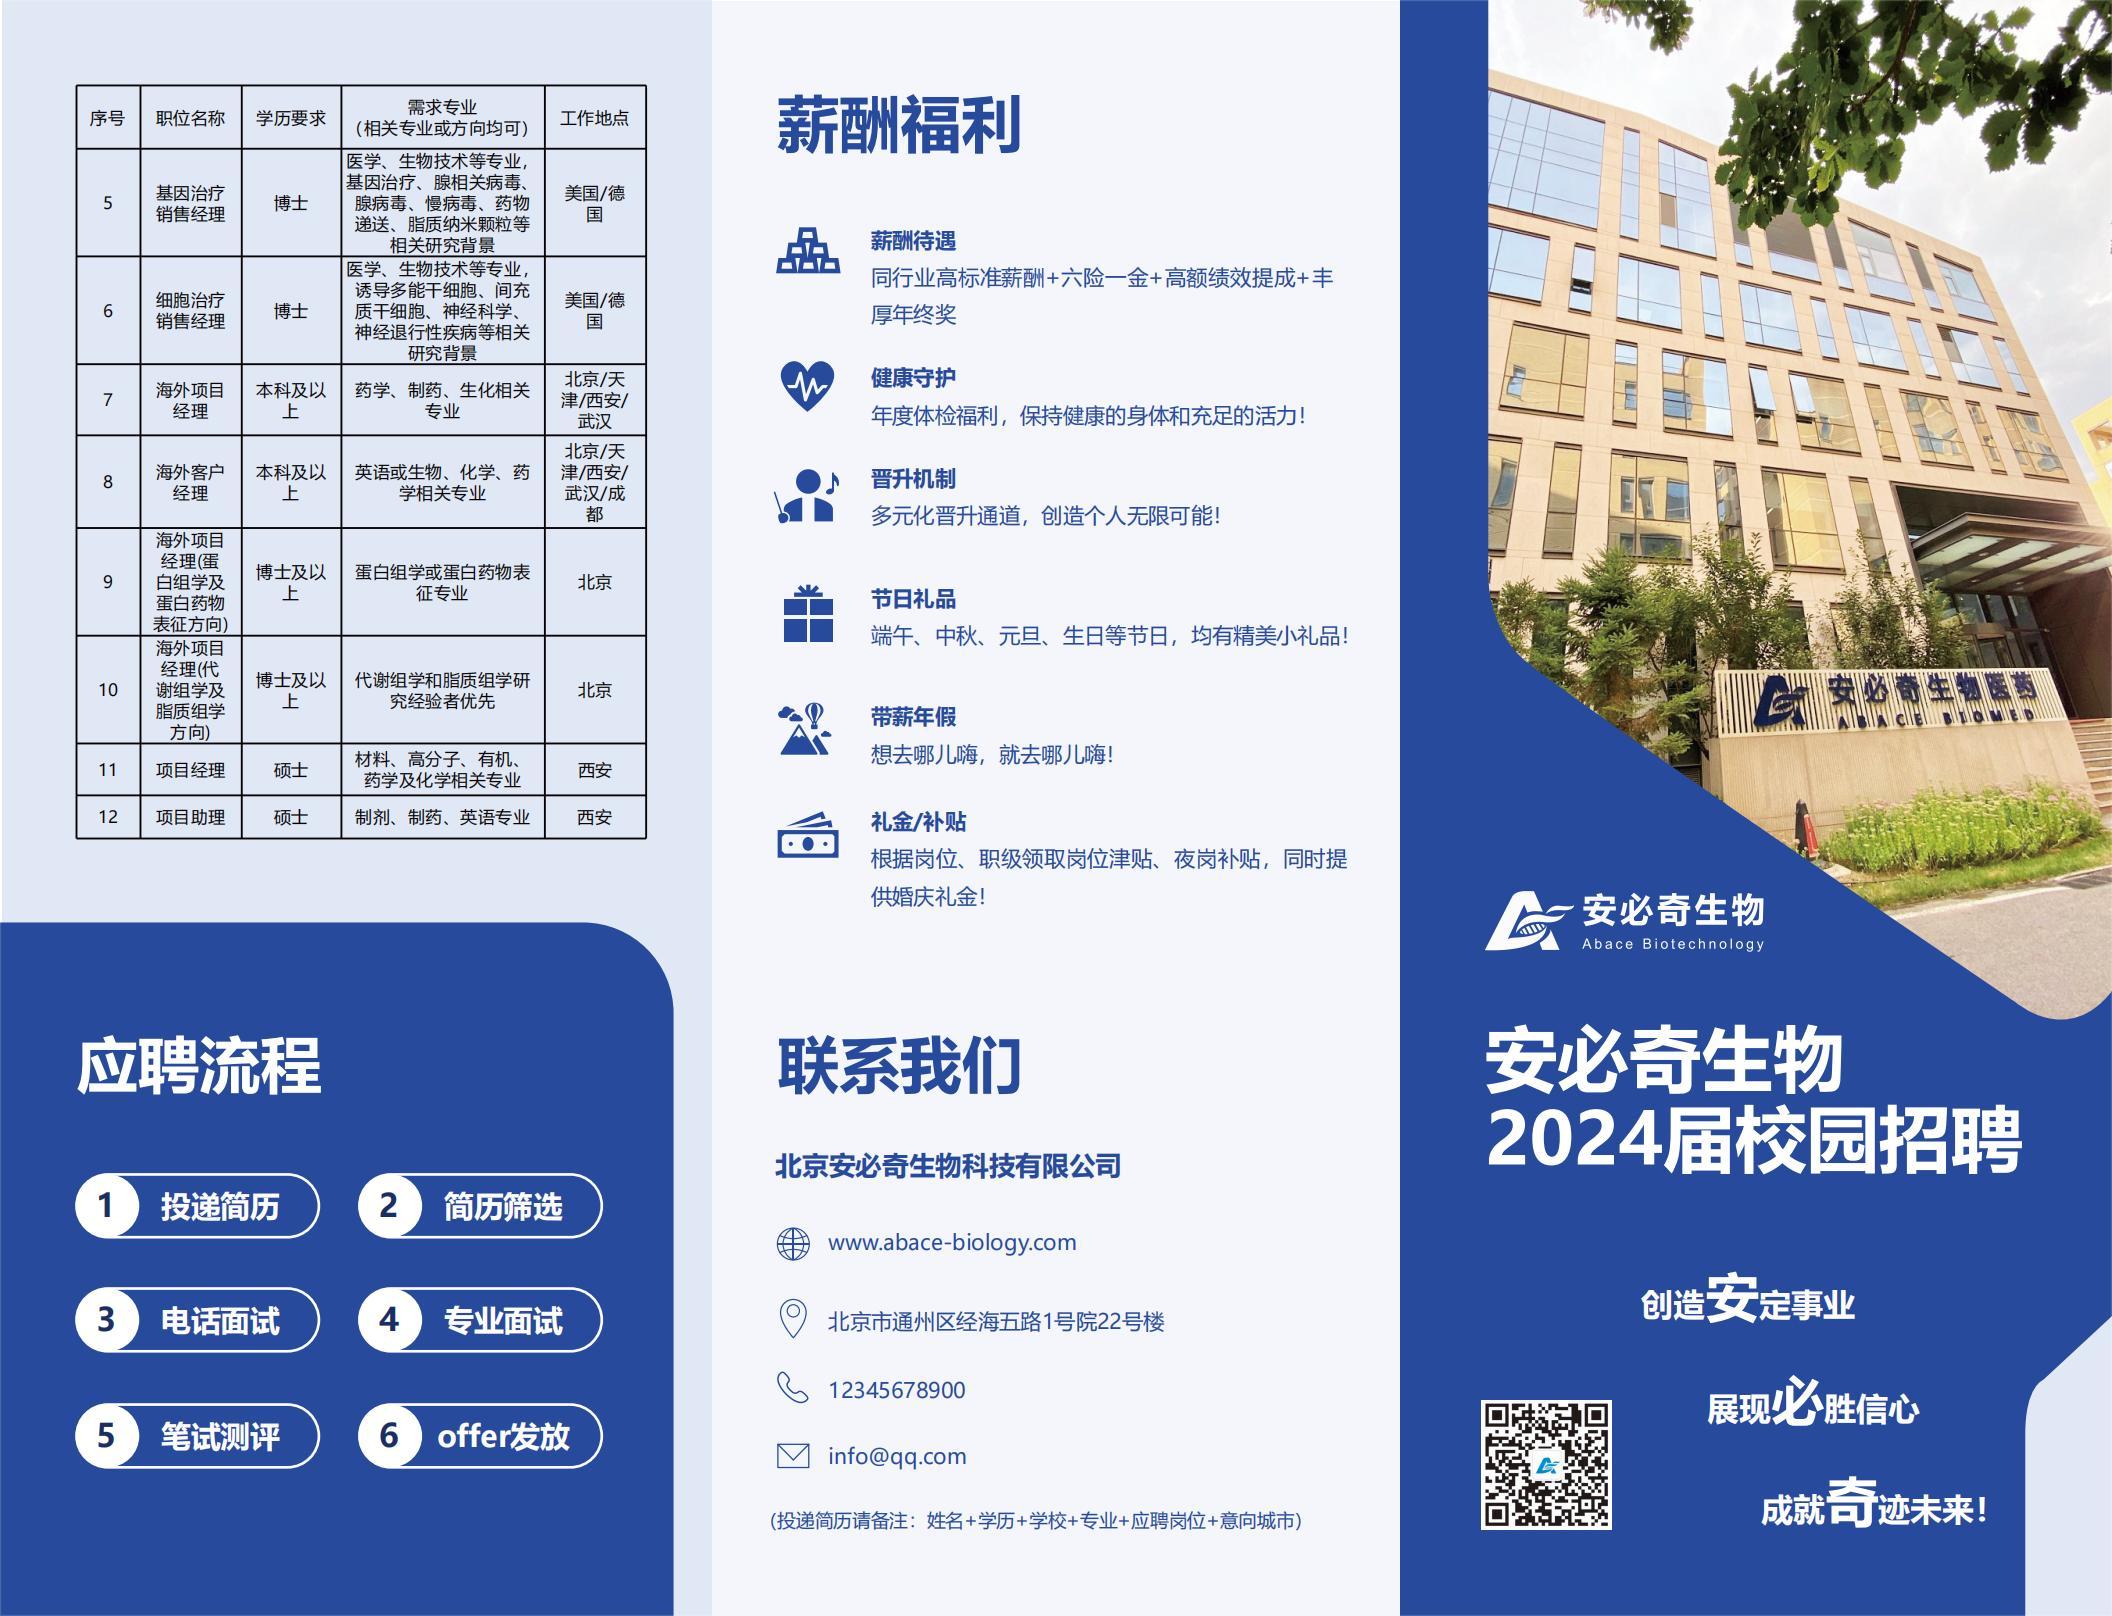 序号 职位名称 学历要求 需求专业 工作地点
（相关专业或方向均可）
5 基因治疗销售经理 博士 医学、生物技术等专业，基因治疗、腺相关病毒、腺病毒、慢病毒、药物递送、脂质纳米颗粒等相关研究背景 美国/德国
6 细胞治疗销售经理 博士 医学、生物技术等专业，诱导多能干细胞、间充质干细胞、神经科学、神经退行性疾病等相关研究背景 美国/德国
7 海外项目经理 本科及以上 药学、制药、生化相关专业 北京/天津/西安/武汉
8 海外客户经理 本科及以上 英语或生物、化学、药学相关专业 北京/天津/西安/武汉/成都
9 海外项目经理(蛋白组学及蛋白药物表征方向) 博士及以上 蛋白组学或蛋白药物表征专业 北京
10 海外项目经理(代谢组学及脂质组学方向) 博士及以上 代谢组学和脂质组学研究经验者优先 北京
11 项目经理 硕士 材料、高分子、有机、药学及化学相关专业 西安
12 项目助理 硕士 制剂、制药、英语专业 西安
应聘流程
1 投递简历
2 简历筛选
3 电话面试
4 专业面试
5 笔试测评
6 offer发放
薪酬福利
薪酬待遇
同行业高标准薪酬+六险一金+高额绩效提成+丰
厚年终奖
健康守护
年度体检福利，保持健康的身体和充足的活力！
晋升机制
多元化晋升通道，创造个人无限可能！
节日礼品
端午、中秋、元旦、生日等节日，均有精美小礼品！
带薪年假
想去哪儿嗨，就去哪儿嗨！
礼金/补贴
根据岗位、职级领取岗位津贴、夜岗补贴，同时提
供婚庆礼金！
联系我们
北京安必奇生物科技有限公司
www.abace-biology.com
北京市通州区经海五路1号院22号楼
12345678900
info@qq.com
(投递简历请备注：姓名+学历+学校+专业+应聘岗位+意向城市)
安必奇生物医药
ABACE BIOMED
安必奇生物
Abace Biotechnology
安必奇生物
2024届校园招聘
创造安定事业
展现必胜信心
成就奇迹未来！